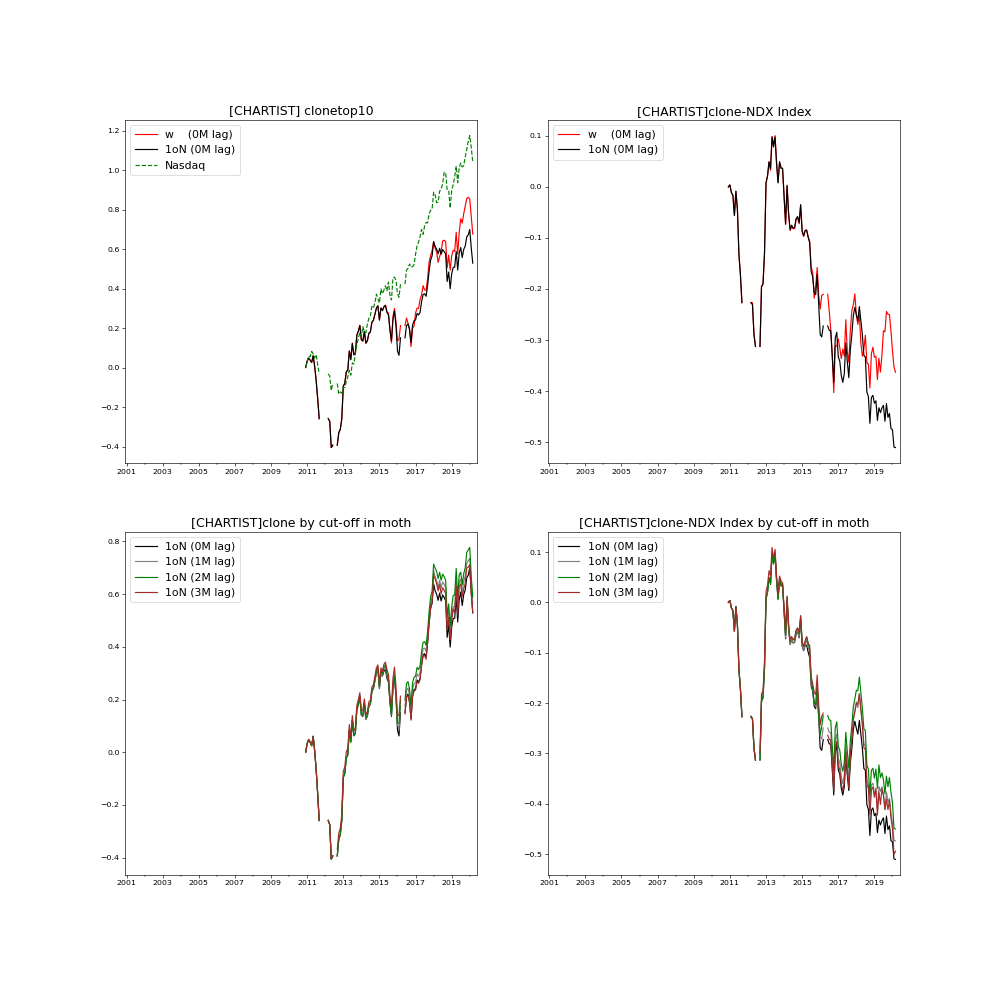 [CHARTIST] clonetop10
w    (0M lag)
1oN (0M lag)
Nasdaq
1.2
1.0
0.8
0.6
0.4
0.2
0.0
−0.2
−0.4
2001 2003 2005 2007 2009 2011 2013 2015 2017 2019
[CHARTIST]clone-NDX Index
w    (0M lag)
1oN (0M lag)
0.1
0.0
−0.1
−0.2
−0.3
−0.4
−0.5
2001 2003 2005 2007 2009 2011 2013 2015 2017 2019
[CHARTIST]clone by cut-off in moth
1oN (0M lag)
1oN (1M lag)
1oN (2M lag)
1oN (3M lag)
0.8
0.6
0.4
0.2
0.0
−0.2
−0.4
2001 2003 2005 2007 2009 2011 2013 2015 2017 2019
[CHARTIST]clone-NDX Index by cut-off in moth
1oN (0M lag)
1oN (1M lag)
1oN (2M lag)
1oN (3M lag)
0.1
0.0
−0.1
−0.2
−0.3
−0.4
−0.5
2001 2003 2005 2007 2009 2011 2013 2015 2017 2019